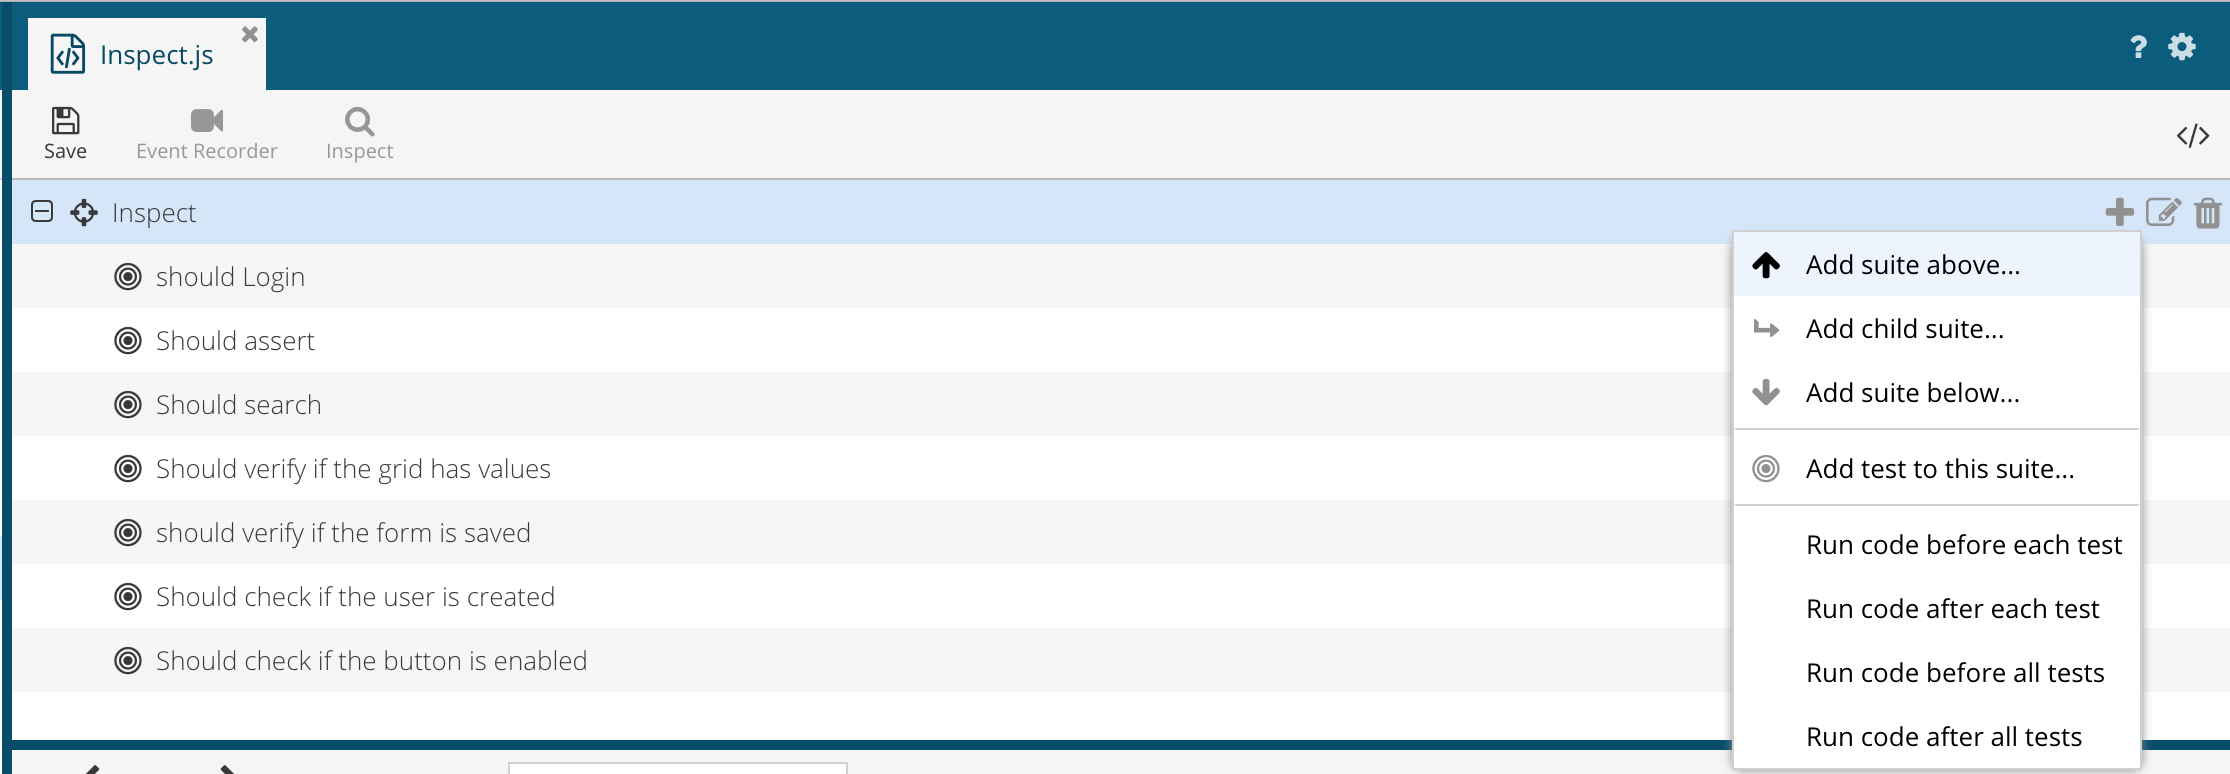 Inspect.js
?
Save
Event Recorder
Inspect
Inspect
should Login
Should assert
Should search
Should verify if the grid has values
should verify if the form is saved
Should check if the user is created
Should check if the button is enabled
Add suite above...
Add child suite...
Add suite below...
Add test to this suite...
Run code before each test
Run code after each test
Run code before all tests
Run code after all tests